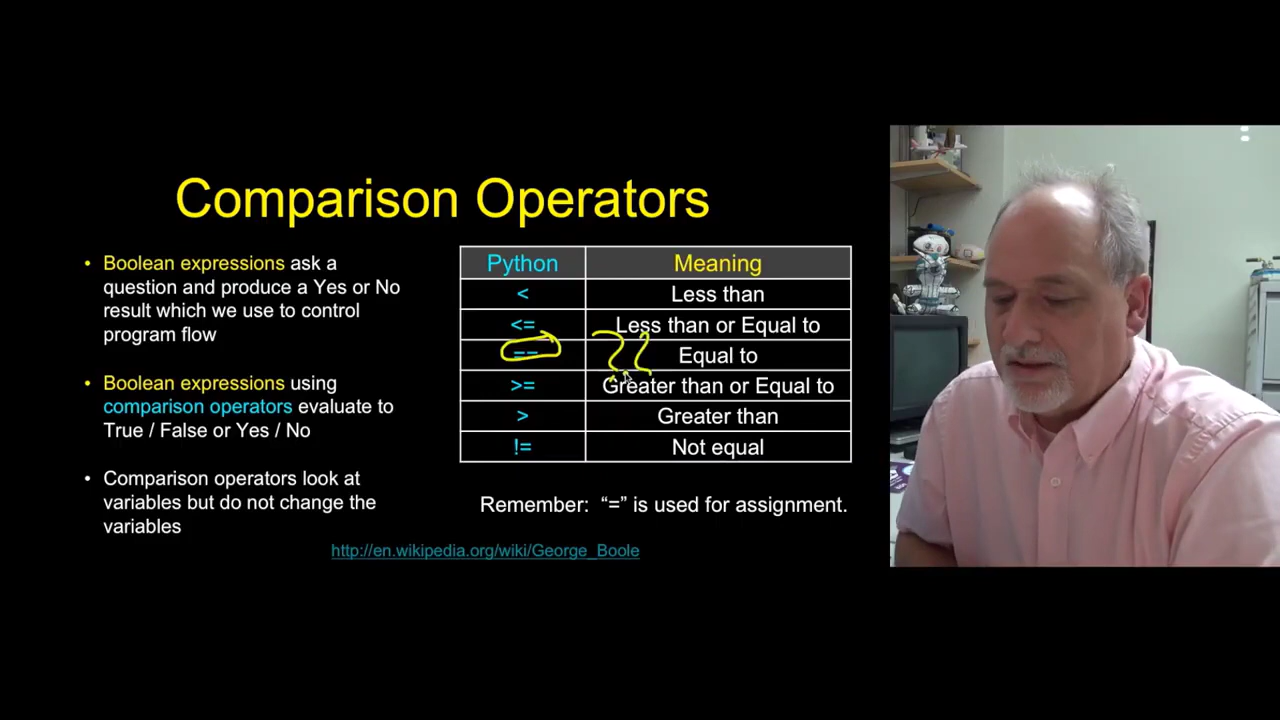 Comparison Operators
• Boolean expressions ask a
question and produce a Yes or No
result which we use to control
program flow
• Boolean expressions using
comparison operators evaluate to
True / False or Yes / No
• Comparison operators look at
variables but do not change the
variables
Python Meaning
< Less than
<= Less than or Equal to
== Equal to
>= Greater than or Equal to
> Greater than
!= Not equal
Remember: “=” is used for assignment.
http://en.wikipedia.org/wiki/George_Boole